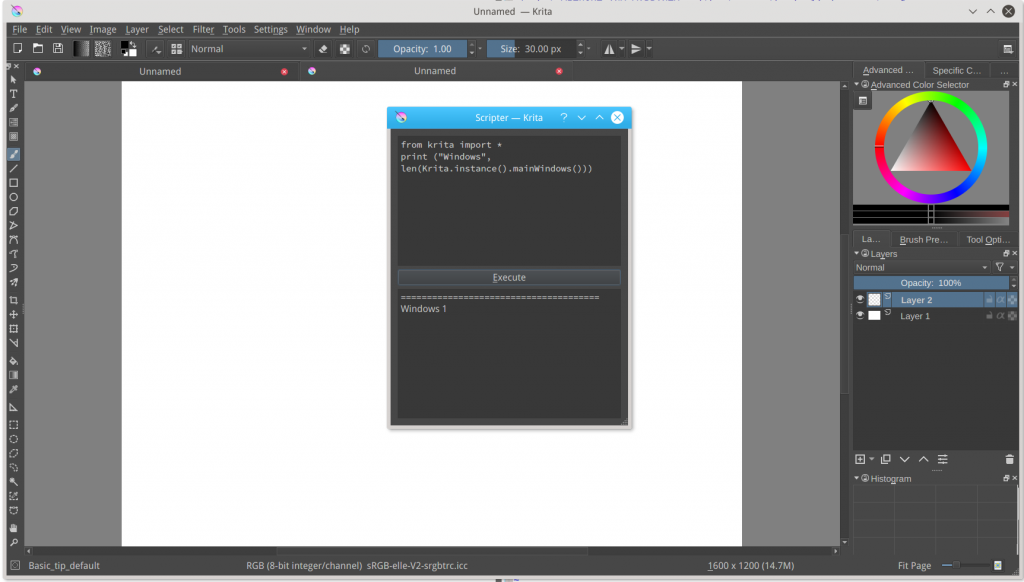 Unnamed — Krita
File Edit View Image Layer Select Filter Tools Settings Window Help
Normal Opacity: 1.00 Size: 30.00 px
Unnamed Unnamed
Advanced ... Specific C... ...
Advanced Color Selector
Scripter — Krita
from krita import *
print ("Windows",
len(Krita.instance().mainWindows()))
Execute
======================================
Windows 1
La... Brush Pre... Tool Opti...
Layers
Normal
Opacity: 100%
Layer 2
Layer 1
Histogram
Basic_tip_default RGB (8-bit integer/channel) sRGB-elle-V2-srgbtrc.icc 1600 x 1200 (14.7M) Fit Page